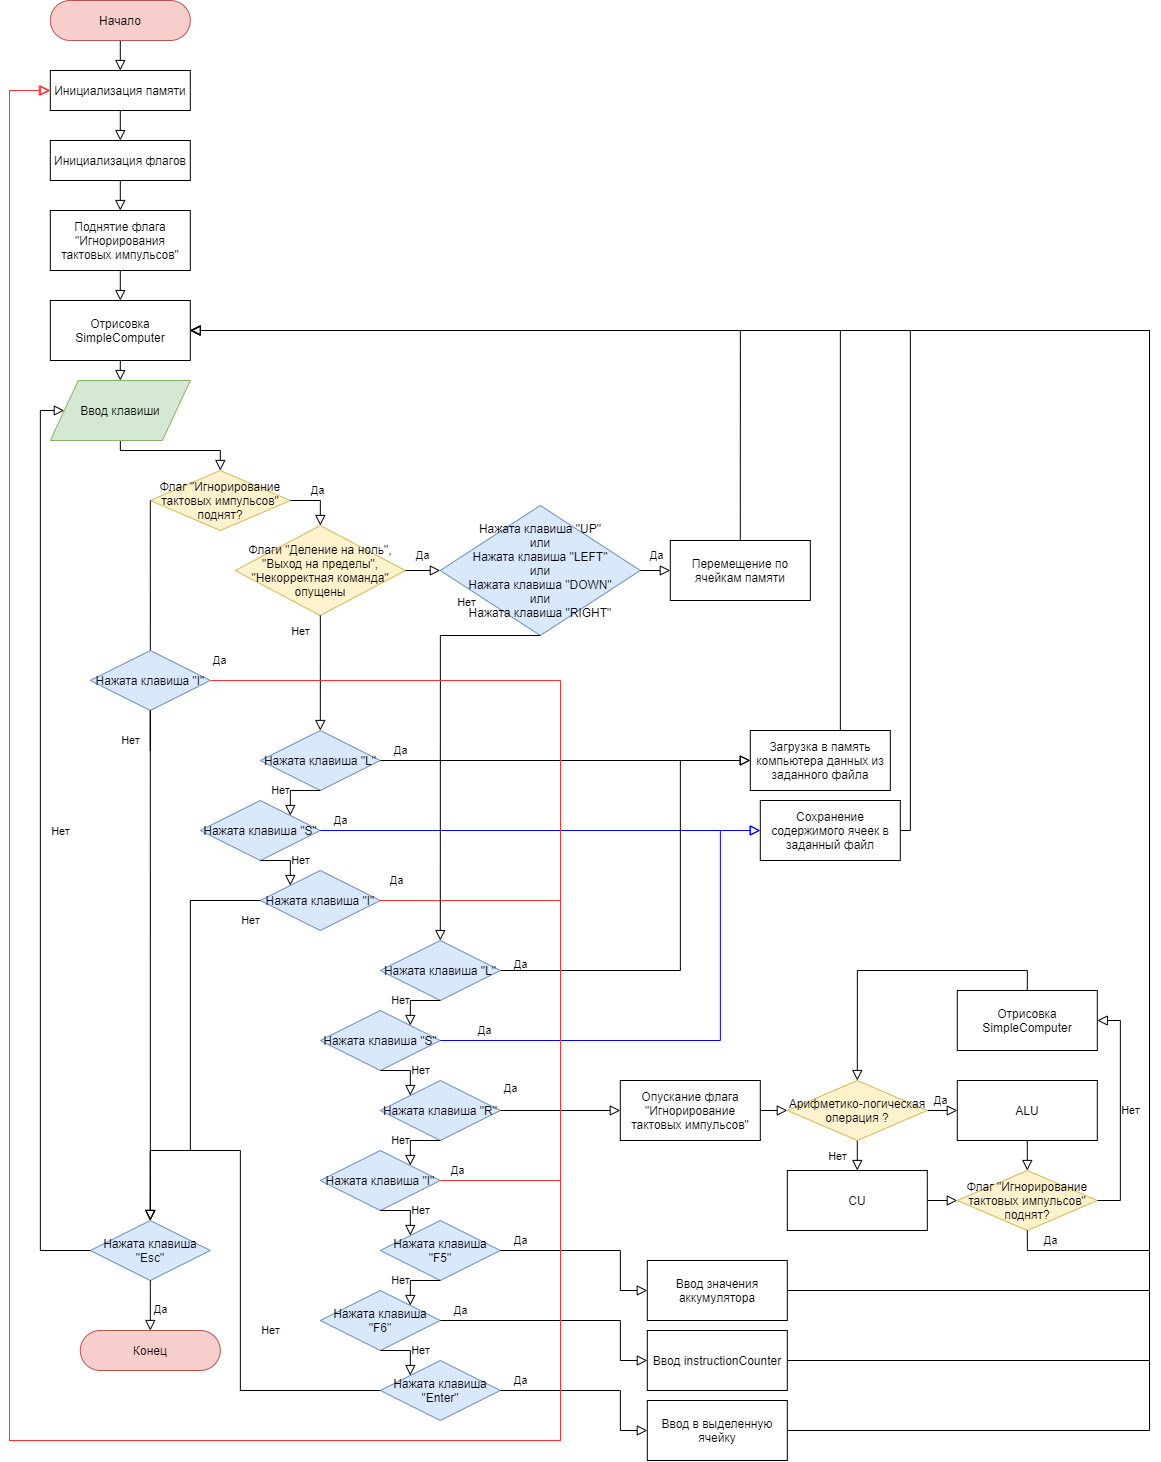 Начало
Инициализация памяти
Инициализация флагов
Поднятие флага
"Игнорирования
тактовых импульсов"
Отрисовка
SimpleComputer
Ввод клавиши
Флаг "Игнорирование
тактовых импульсов"
поднят?
Да
Флаги "Деление на ноль",
"Выход на пределы",
"Некорректная команда"
опущены
Да
Нет
Нажата клавиша "UP"
или
Нажата клавиша "LEFT"
или
Нажата клавиша "DOWN"
или
Нажата клавиша "RIGHT"
Да
Нет
Перемещение по
ячейкам памяти
Нажата клавиша "I"
Да
Нет
Нажата клавиша "L"
Да
Нет
Загрузка в память
компьютера данных из
заданного файла
Нажата клавиша "S"
Да
Нет
Сохранение
содержимого ячеек в
заданный файл
Нет
Нажата клавиша "I"
Да
Нет
Нажата клавиша "L"
Да
Нет
Нажата клавиша "S"
Да
Нет
Отрисовка
SimpleComputer
Нажата клавиша "R"
Да
Нет
Опускание флага
"Игнорирование
тактовых импульсов"
Арифметико-логическая
операция ?
Да
Нет
ALU
Нет
CU
Флаг "Игнорирование
тактовых импульсов"
поднят?
Да
Нажата клавиша "I"
Да
Нет
Нажата клавиша
"Esc"
Да
Нажата клавиша
"F5"
Да
Нет
Ввод значения
аккумулятора
Нажата клавиша
"F6"
Да
Нет
Ввод instructionCounter
Конец
Нет
Нажата клавиша
"Enter"
Да
Ввод в выделенную
ячейку